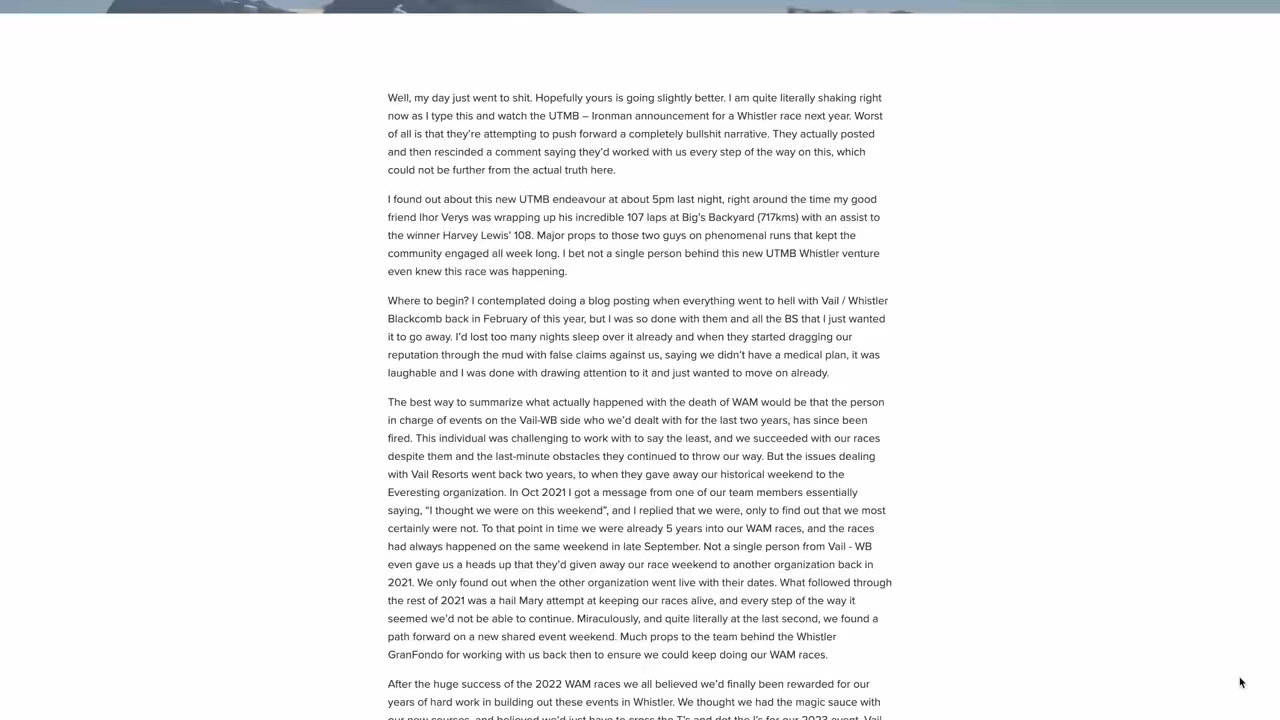 Well, my day just went to shit. Hopefully yours is going slightly better. I am quite literally shaking right
now as I type this and watch the UTMB – Ironman announcement for a Whistler race next year. Worst
of all is that they’re attempting to push forward a completely bullshit narrative. They actually posted
and then rescinded a comment saying they’d worked with us every step of the way on this, which
could not be further from the actual truth here.
I found out about this new UTMB endeavour at about 5pm last night, right around the time my good
friend Ihor Verys was wrapping up his incredible 107 laps at Big’s Backyard (717kms) with an assist to
the winner Harvey Lewis’ 108. Major props to those two guys on phenomenal runs that kept the
community engaged all week long. I bet not a single person behind this new UTMB Whistler venture
even knew this race was happening.
Where to begin? I contemplated doing a blog posting when everything went to hell with Vail / Whistler
Blackcomb back in February of this year, but I was so done with them and all the BS that I just wanted
it to go away. I’d lost too many nights sleep over it already and when they started dragging our
reputation through the mud with false claims against us, saying we didn’t have a medical plan, it was
laughable and I was done with drawing attention to it and just wanted to move on already.
The best way to summarize what actually happened with the death of WAM would be that the person
in charge of events on the Vail-WB side who we’d dealt with for the last two years, has since been
fired. This individual was challenging to work with to say the least, and we succeeded with our races
despite them and the last-minute obstacles they continued to throw our way. But the issues dealing
with Vail Resorts went back two years, to when they gave away our historical weekend to the
Everesting organization. In Oct 2021 I got a message from one of our team members essentially
saying, “I thought we were on this weekend”, and I replied that we were, only to find out that we most
certainly were not. To that point in time we were already 5 years into our WAM races, and the races
had always happened on the same weekend in late September. Not a single person from Vail - WB
even gave us a heads up that they’d given away our race weekend to another organization back in
2021. We only found out when the other organization went live with their dates. What followed through
the rest of 2021 was a hail Mary attempt at keeping our races alive, and every step of the way it
seemed we’d not be able to continue. Miraculously, and quite literally at the last second, we found a
path forward on a new shared event weekend. Much props to the team behind the Whistler
GranFondo for working with us back then to ensure we could keep doing our WAM races.
After the huge success of the 2022 WAM races we all believed we’d finally been rewarded for our
years of hard work in building out these events in Whistler. We thought we had the magic sauce with
our new courses, and believed we’d just have to cross the T’s and dot the I’s for our 2023 event. Vail